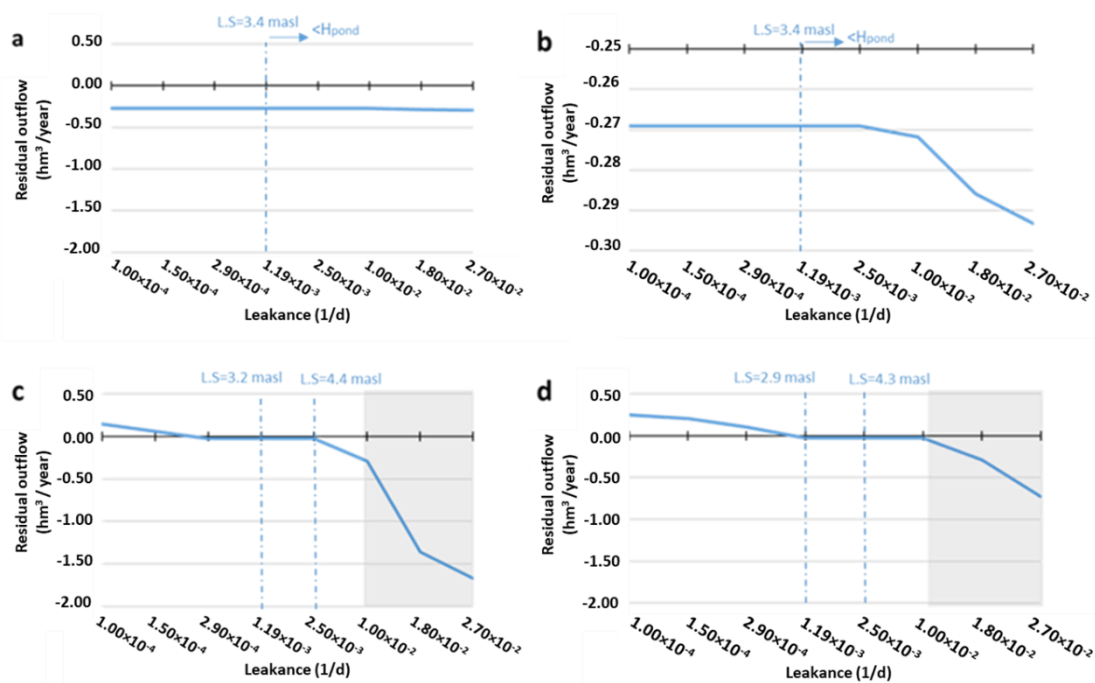 a
L.S=3.4 masl
<Hpond
0.50
0.00
-0.50
-1.00
-1.50
-2.00
Residual outflow
(hm³/year)
1.00×10-4
1.50×10-4
2.90×10-4
1.19×10-3
2.50×10-3
1.00×10-2
1.80×10-2
2.70×10-2
Leakance (1/d)
b
L.S=3.4 masl
<Hpond
-0.25
-0.26
-0.27
-0.28
-0.29
-0.30
Residual outflow
(hm³/year)
1.00×10-4
1.50×10-4
2.90×10-4
1.19×10-3
2.50×10-3
1.00×10-2
1.80×10-2
2.70×10-2
Leakance (1/d)
c
L.S=3.2 masl
L.S=4.4 masl
0.50
0.00
-0.50
-1.00
-1.50
-2.00
Residual outflow
(hm³ / year)
1.00×10-4
1.50×10-4
2.90×10-4
1.19×10-3
2.50×10-3
1.00×10-2
1.80×10-2
2.70×10-2
Leakance (1/d)
d
L.S=2.9 masl
L.S=4.3 masl
0.50
0.00
-0.50
-1.00
-1.50
-2.00
Residual outflow
(hm³ /year)
1.00×10-4
1.50×10-4
2.90×10-4
1.19×10-3
2.50×10-3
1.00×10-2
1.80×10-2
2.70×10-2
Leakance (1/d)